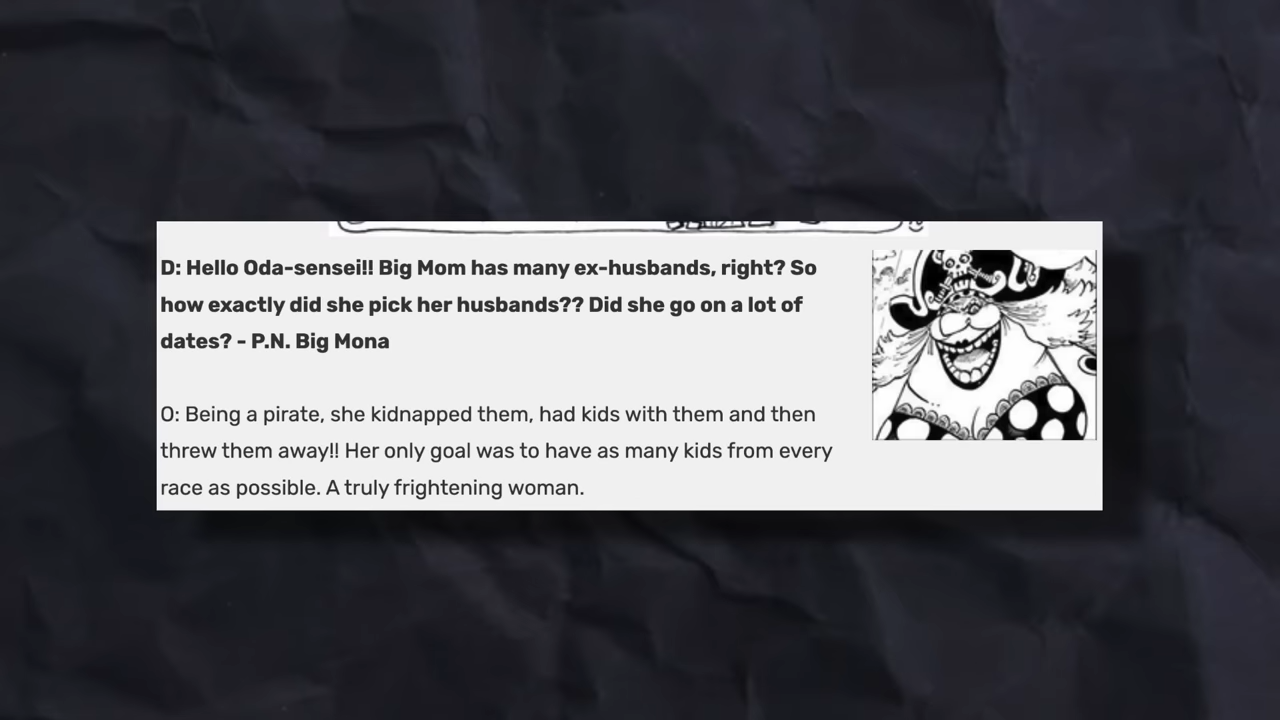 D: Hello Oda-sensei!! Big Mom has many ex-husbands, right? So
how exactly did she pick her husbands?? Did she go on a lot of
dates? - P.N. Big Mona
O: Being a pirate, she kidnapped them, had kids with them and then
threw them away!! Her only goal was to have as many kids from every
race as possible. A truly frightening woman.